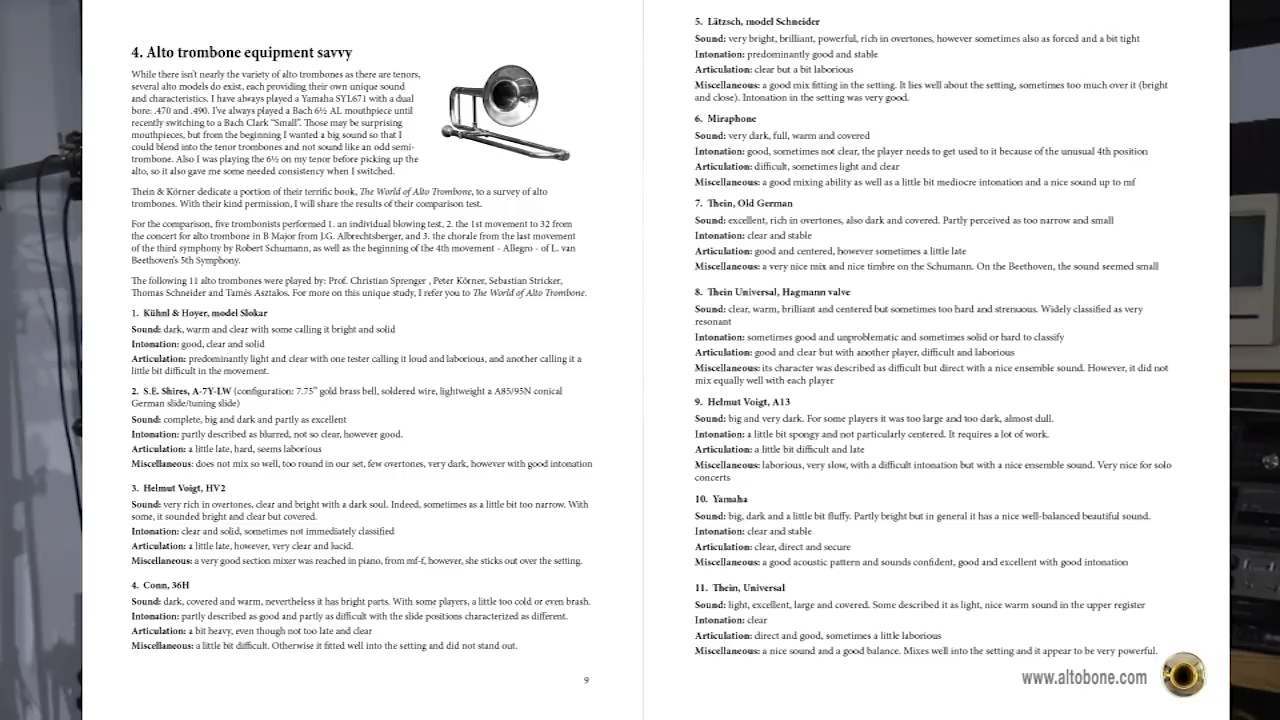 4. Alto trombone equipment savvy
While there isn't nearly the variety of alto trombones as there are tenors,
several alto models do exist, each providing their own unique sound
and characteristics. I have always played a Yamaha SYL671 with a dual
bore: .470 and .490. I've always played a Bach 6½ AL mouthpiece until
recently switching to a Bach Clark "Small". Those may be surprising
mouthpieces, but from the beginning I wanted a big sound so that I
could blend into the tenor trombones and not sound like an odd semi-
trombone. Also I was playing the 6½ on my tenor before picking up the
alto, so it also gave me some needed consistency when I switched.
Thein & Körner dedicate a portion of their terrific book, The World of Alto Trombone, to a survey of alto
trombones. With their kind permission, I will share the results of their comparison test.
For the comparison, five trombonists performed 1. an individual blowing test, 2. the 1st movement to 32 from
the concert for alto trombone in B Major from J.G. Albrechtsberger, and 3. the chorale from the last movement
of the third symphony by Robert Schumann, as well as the beginning of the 4th movement - Allegro - of L. van
Beethoven's 5th Symphony.
The following 11 alto trombones were played by: Prof. Christian Sprenger , Peter Körner, Sebastian Stricker,
Thomas Schneider and Tamés Asztalos. For more on this unique study, I refer you to The World of Alto Trombone.
1. Kühnl & Hoyer, model Slokar
Sound: dark, warm and clear with some calling it bright and solid
Intonation: good, clear and solid
Articulation: predominantly light and clear with one tester calling it loud and laborious, and another calling it a
little bit difficult in the movement.
2. S.E. Shires, A-7Y-LW (configuration: 7.75" gold brass bell, soldered wire, lightweight a A85/95N conical
German slide/tuning slide)
Sound: complete, big and dark and partly as excellent
Intonation: partly described as blurred, not so clear, however good.
Articulation: a little late, hard, seems laborious
Miscellaneous: does not mix so well, too round in our set, few overtones, very dark, however with good intonation
3. Helmut Voigt, HV2
Sound: very rich in overtones, clear and bright with a dark soul. Indeed, sometimes as a little bit too narrow. With
some, it sounded bright and clear but covered.
Intonation: clear and solid, sometimes not immediately classified
Articulation: a little late, however, very clear and lucid.
Miscellaneous: a very good section mixer was reached in piano, from mf-f, however, she sticks out over the setting.
4. Conn, 36H
Sound: dark, covered and warm, nevertheless it has bright parts. With some players, a little too cold or even brash.
Intonation: partly described as good and partly as difficult with the slide positions characterized as different.
Articulation: a bit heavy, even though not too late and clear
Miscellaneous: a little bit difficult. Otherwise it fitted well into the setting and did not stand out.
9
5. Lätzsch, model Schneider
Sound: very bright, brilliant, powerful, rich in overtones, however sometimes also as forced and a bit tight
Intonation: predominantly good and stable
Articulation: clear but a bit laborious
Miscellaneous: a good mix fitting in the setting. It lies well about the setting, sometimes too much over it (bright
and close). Intonation in the setting was very good.
6. Miraphone
Sound: very dark, full, warm and covered
Intonation: good, sometimes not clear, the player needs to get used to it because of the unusual 4th position
Articulation: difficult, sometimes light and clear
Miscellaneous: a good mixing ability as well as a little bit mediocre intonation and a nice sound up to mf
7. Thein, Old German
Sound: excellent, rich in overtones, also dark and covered. Partly perceived as too narrow and small
Intonation: clear and stable
Articulation: good and centered, however sometimes a little late
Miscellaneous: a very nice mix and nice timbre on the Schumann. On the Beethoven, the sound seemed small
8. Thein Universal, Hagmann valve
Sound: clear, warm, brilliant and centered but sometimes too hard and strenuous. Widely classified as very
resonant
Intonation: sometimes good and unproblematic and sometimes solid or hard to classify
Articulation: good and clear but with another player, difficult and laborious
Miscellaneous: its character was described as difficult but direct with a nice ensemble sound. However, it did not
mix equally well with each player
9. Helmut Voigt, A13
Sound: big and very dark. For some players it was too large and too dark, almost dull.
Intonation: a little bit spongy and not particularly centered. It requires a lot of work.
Articulation: a little bit difficult and late
Miscellaneous: laborious, very slow, with a difficult intonation but with a nice ensemble sound. Very nice for solo
concerts
10. Yamaha
Sound: big, dark and a little bit fluffy. Partly bright but in general it has a nice well-balanced beautiful sound.
Intonation: clear and stable
Articulation: clear, direct and secure
Miscellaneous: a good acoustic pattern and sounds confident, good and excellent with good intonation
11. Thein, Universal
Sound: light, excellent, large and covered. Some described it as light, nice warm sound in the upper register
Intonation: clear
Articulation: direct and good, sometimes a little laborious
Miscellaneous: a nice sound and a good balance. Mixes well into the setting and it appear to be very powerful.
www.altobone.com